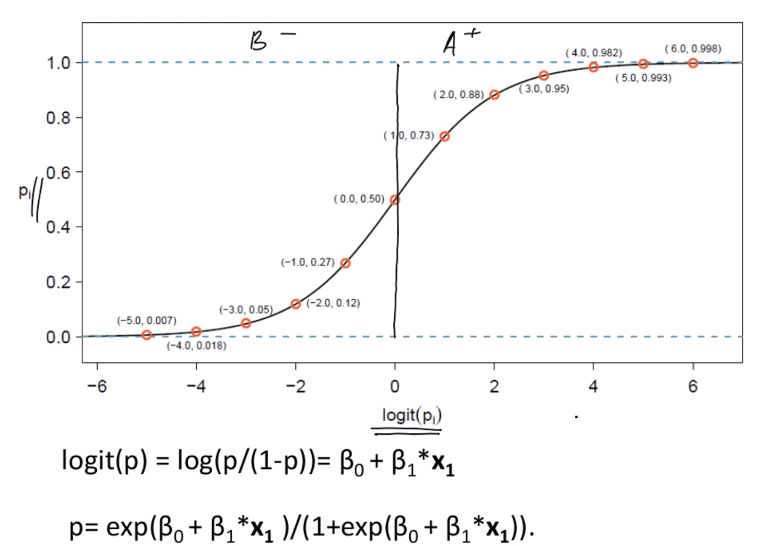 B − A+
(4.0, 0.982) (6.0, 0.998)
1.0
(5.0, 0.993)
(2.0, 0.88) (3.0, 0.95)
0.8
(1.0, 0.73)
0.6
pᵢ
(0.0, 0.50)
0.4
(−1.0, 0.27)
0.2
(−3.0, 0.05) (−2.0, 0.12)
(−5.0, 0.007)
0.0
(−4.0, 0.018)
−6 −4 −2 0 2 4 6
logit(pᵢ)
logit(p) = log(p/(1-p))= β₀ + β₁*x₁
p= exp(β₀ + β₁*x₁ )/(1+exp(β₀ + β₁*x₁)).